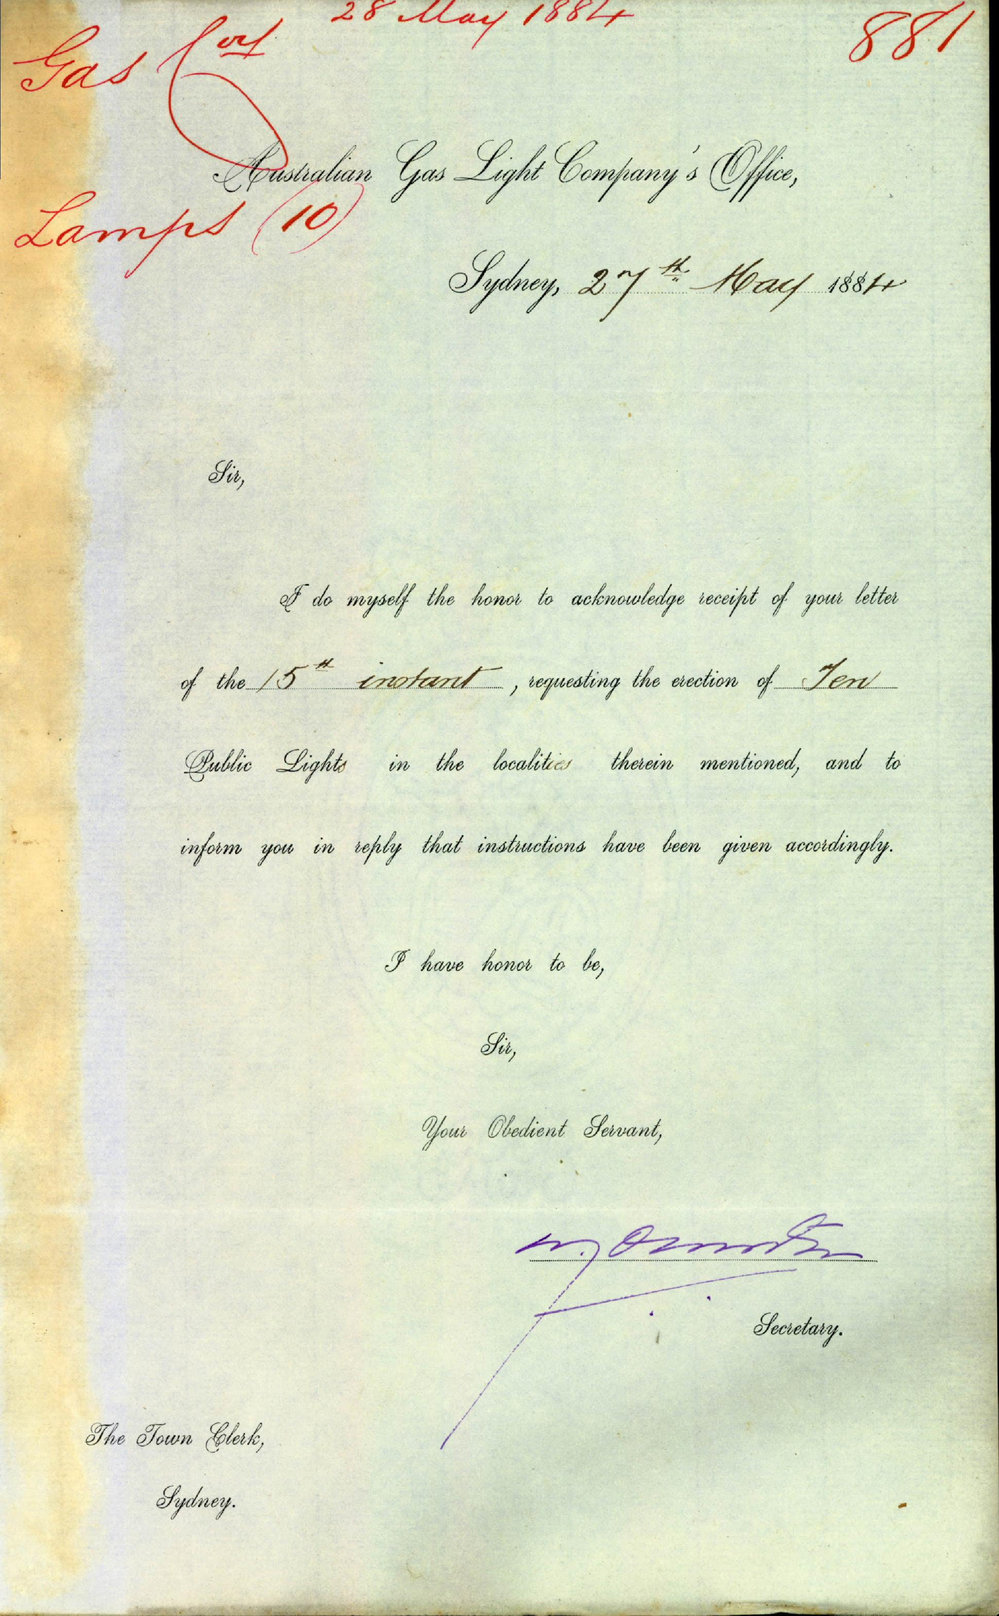 28 May 1884
881
Gas Coy
Australian Gas Light Company's Office,
Lamps (10)
Sydney, 27th May 1884
Sir,
I do myself the honor to acknowledge receipt of your letter
of the 15th instant, requesting the erection of Ten
Public Lights in the localities therein mentioned, and to
inform you in reply that instructions have been given accordingly.
I have honor to be,
Sir,
Your Obedient Servant,
Secretary.
The Town Clerk,
Sydney.